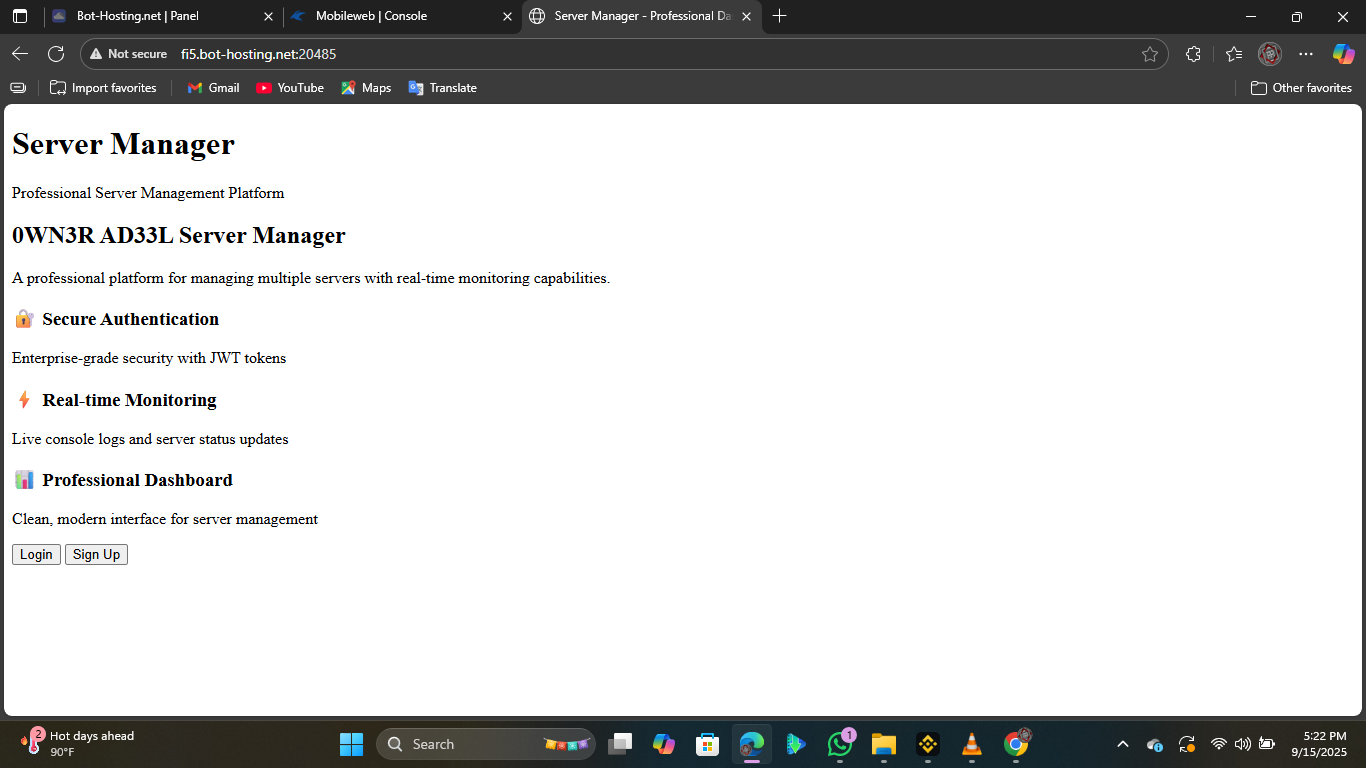 Bot-Hosting.net | Panel
Mobileweb | Console
Server Manager - Professional Da
Not secure fi5.bot-hosting.net:20485
Import favorites Gmail YouTube Maps Translate Other favorites
Server Manager
Professional Server Management Platform
0WN3R AD33L Server Manager
A professional platform for managing multiple servers with real-time monitoring capabilities.
Secure Authentication
Enterprise-grade security with JWT tokens
Real-time Monitoring
Live console logs and server status updates
Professional Dashboard
Clean, modern interface for server management
Login Sign Up
2
Hot days ahead
90°F
Search
1
5:22 PM
9/15/2025